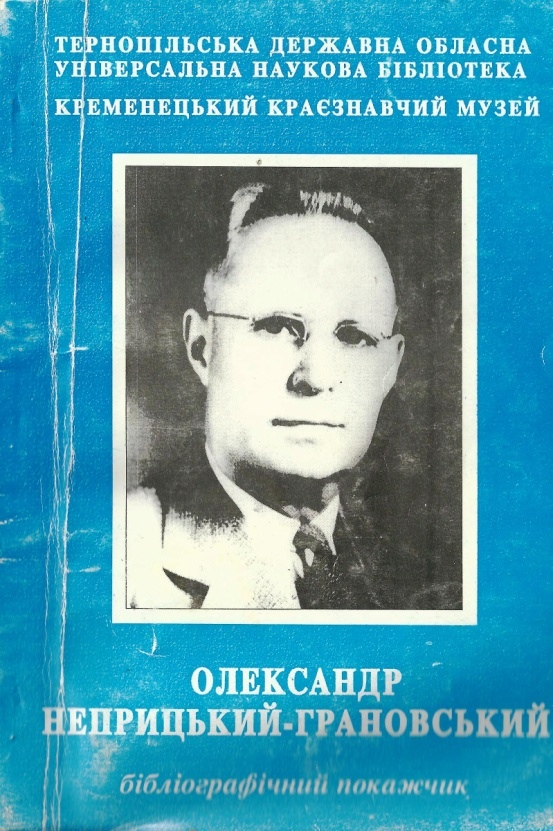 ТЕРНОПІЛЬСЬКА ДЕРЖАВНА ОБЛАСНА
УНІВЕРСАЛЬНА НАУКОВА БІБЛІОТЕКА
КРЕМЕНЕЦЬКИЙ КРАЄЗНАВЧИЙ МУЗЕЙ
ОЛЕКСАНДР
НЕПРИЦЬКИЙ-ГРАНОВСЬКИЙ
бібліографічний покажчик